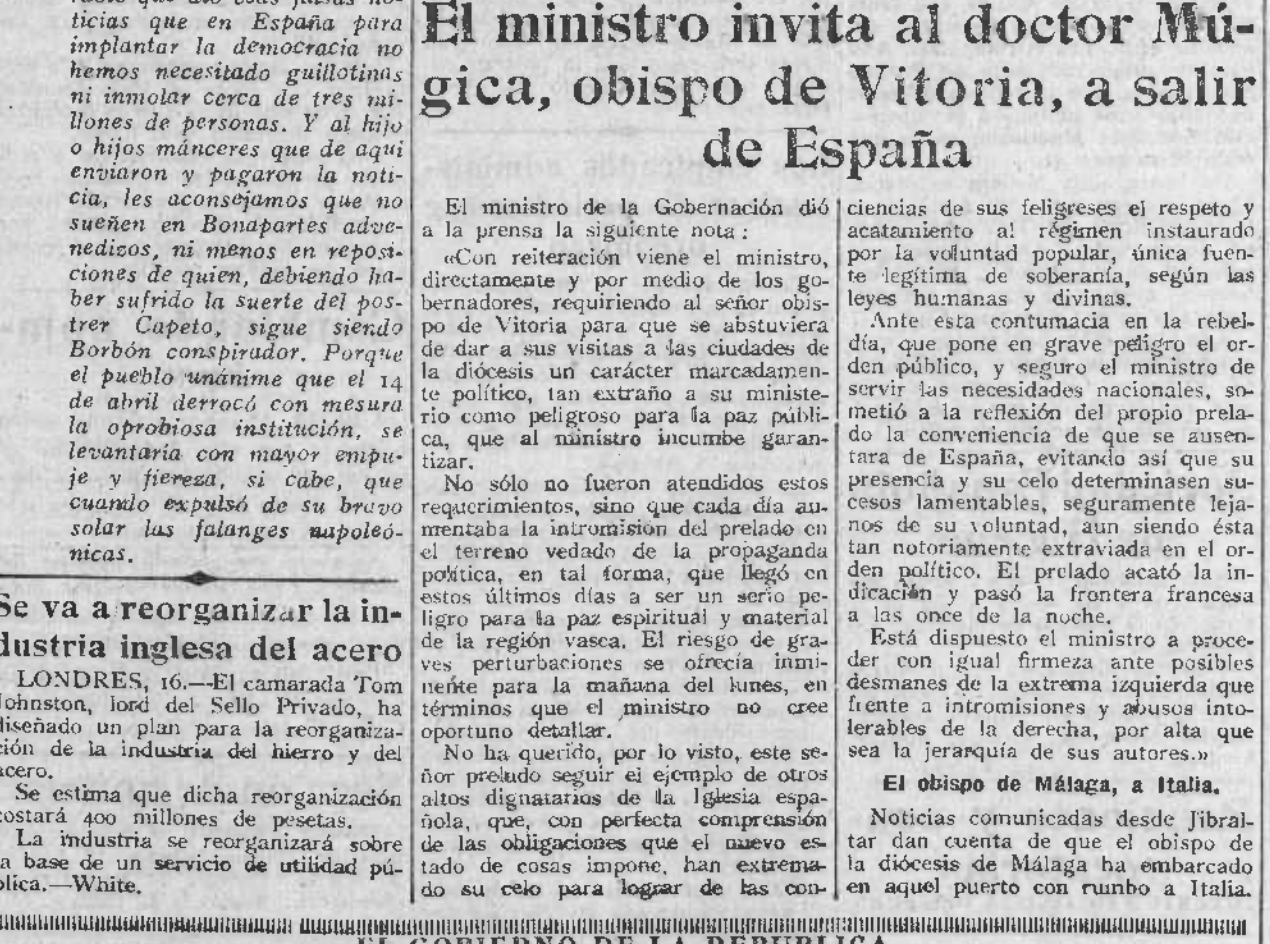 ticias que en España para
implantar la democracia no
hemos necesitado guillotinas
ni inmolar cerca de tres mi-
llones de personas. Y al hijo
o hijos mánceres que de aqui
enviaron y pagaron la noti-
cia, les aconsejamos que no
sueñen en Bonapartes adve-
nedizos, ni menos en reposi-
ciones de quien, debiendo ha-
ber sufrido la suerte del pos-
trer Capeto, sigue siendo
Borbón conspirador. Porque
el pueblo unánime que el 14
de abril derrocó con mesura
la oprobiosa institución, se
levantaría con mayor empu-
je y fiereza, si cabe, que
cuando expulsó de su bravo
solar las falanges napoleó-
nicas.
Se va a reorganizar la in-
dustria inglesa del acero
LONDRES, 16.—El camarada Tom
Johnston, lord del Sello Privado, ha
diseñado un plan para la reorganiza-
ción de la industria del hierro y del
acero.
Se estima que dicha reorganización
costará 400 millones de pesetas.
La industria se reorganizará sobre
la base de un servicio de utilidad pú-
blica.—White.
El ministro invita al doctor Mú-
gica, obispo de Vitoria, a salir
de España
El ministro de la Gobernación dió
a la prensa la siguiente nota:
«Con reiteración viene el ministro,
directamente y por medio de los go-
bernadores, requiriendo al señor obis-
po de Vitoria para que se abstuviera
de dar a sus visitas a las ciudades de
la diócesis un carácter marcadamen-
te político, tan extraño a su ministe-
rio como peligroso para la paz públi-
ca, que al ministro incumbe garan-
tizar.
No sólo no fueron atendidos estos
requerimientos, sino que cada día au-
mentaba la intromisión del prelado en
el terreno vedado de la propaganda
política, en tal forma, que llegó en
estos últimos días a ser un serio pe-
ligro para la paz espiritual y material
de la región vasca. El riesgo de gra-
ves perturbaciones se ofrecía inmi-
nente para la mañana del lunes, en
términos que el ministro no cree
oportuno detallar.
No ha querido, por lo visto, este se-
ñor prelado seguir el ejemplo de otros
altos dignatarios de la Iglesia espa-
ñola, que, con perfecta comprensión
de las obligaciones que el nuevo es-
tado de cosas impone, han extrema-
do su celo para lograr de las con-
ciencias de sus feligreses el respeto y
acatamiento al régimen instaurado
por la voluntad popular, única fuen-
te legítima de soberanía, según las
leyes humanas y divinas.
Ante esta contumacia en la rebel-
día, que pone en grave peligro el or-
den público, y seguro el ministro de
servir las necesidades nacionales, so-
metió a la reflexión del propio prela-
do la conveniencia de que se ausen-
tara de España, evitando así que su
presencia y su celo determinasen su-
cesos lamentables, seguramente leja-
nos de su voluntad, aun siendo ésta
tan notoriamente extraviada en el or-
den político. El prelado acató la in-
dicación y pasó la frontera francesa
a las once de la noche.
Está dispuesto el ministro a proce-
der con igual firmeza ante posibles
desmanes de la extrema izquierda que
frente a intromisiones y abusos into-
lerables de la derecha, por alta que
sea la jerarquía de sus autores.»
El obispo de Málaga, a Italia.
Noticias comunicadas desde Jibral-
tar dan cuenta de que el obispo de
la diócesis de Málaga ha embarcado
en aquel puerto con rumbo a Italia.
EL GOBIERNO DE LA REPUBLICA